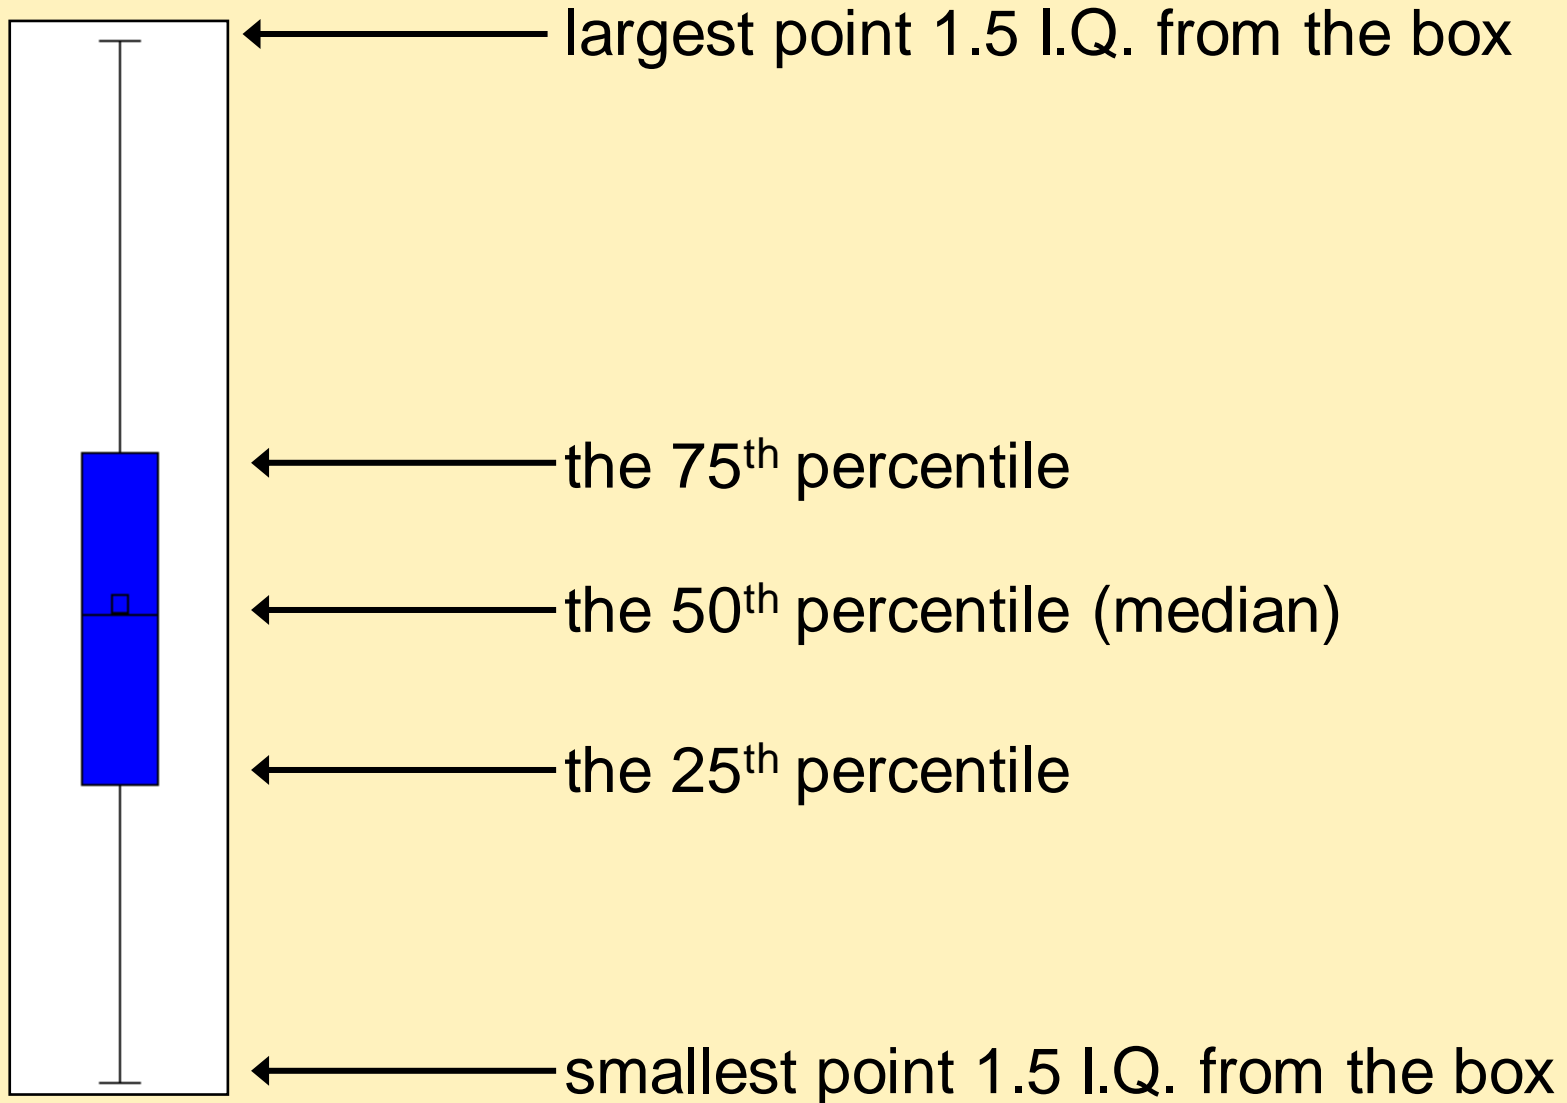 largest point 1.5 I.Q. from the box
the 75th percentile
the 50th percentile (median)
the 25th percentile
smallest point 1.5 I.Q. from the box